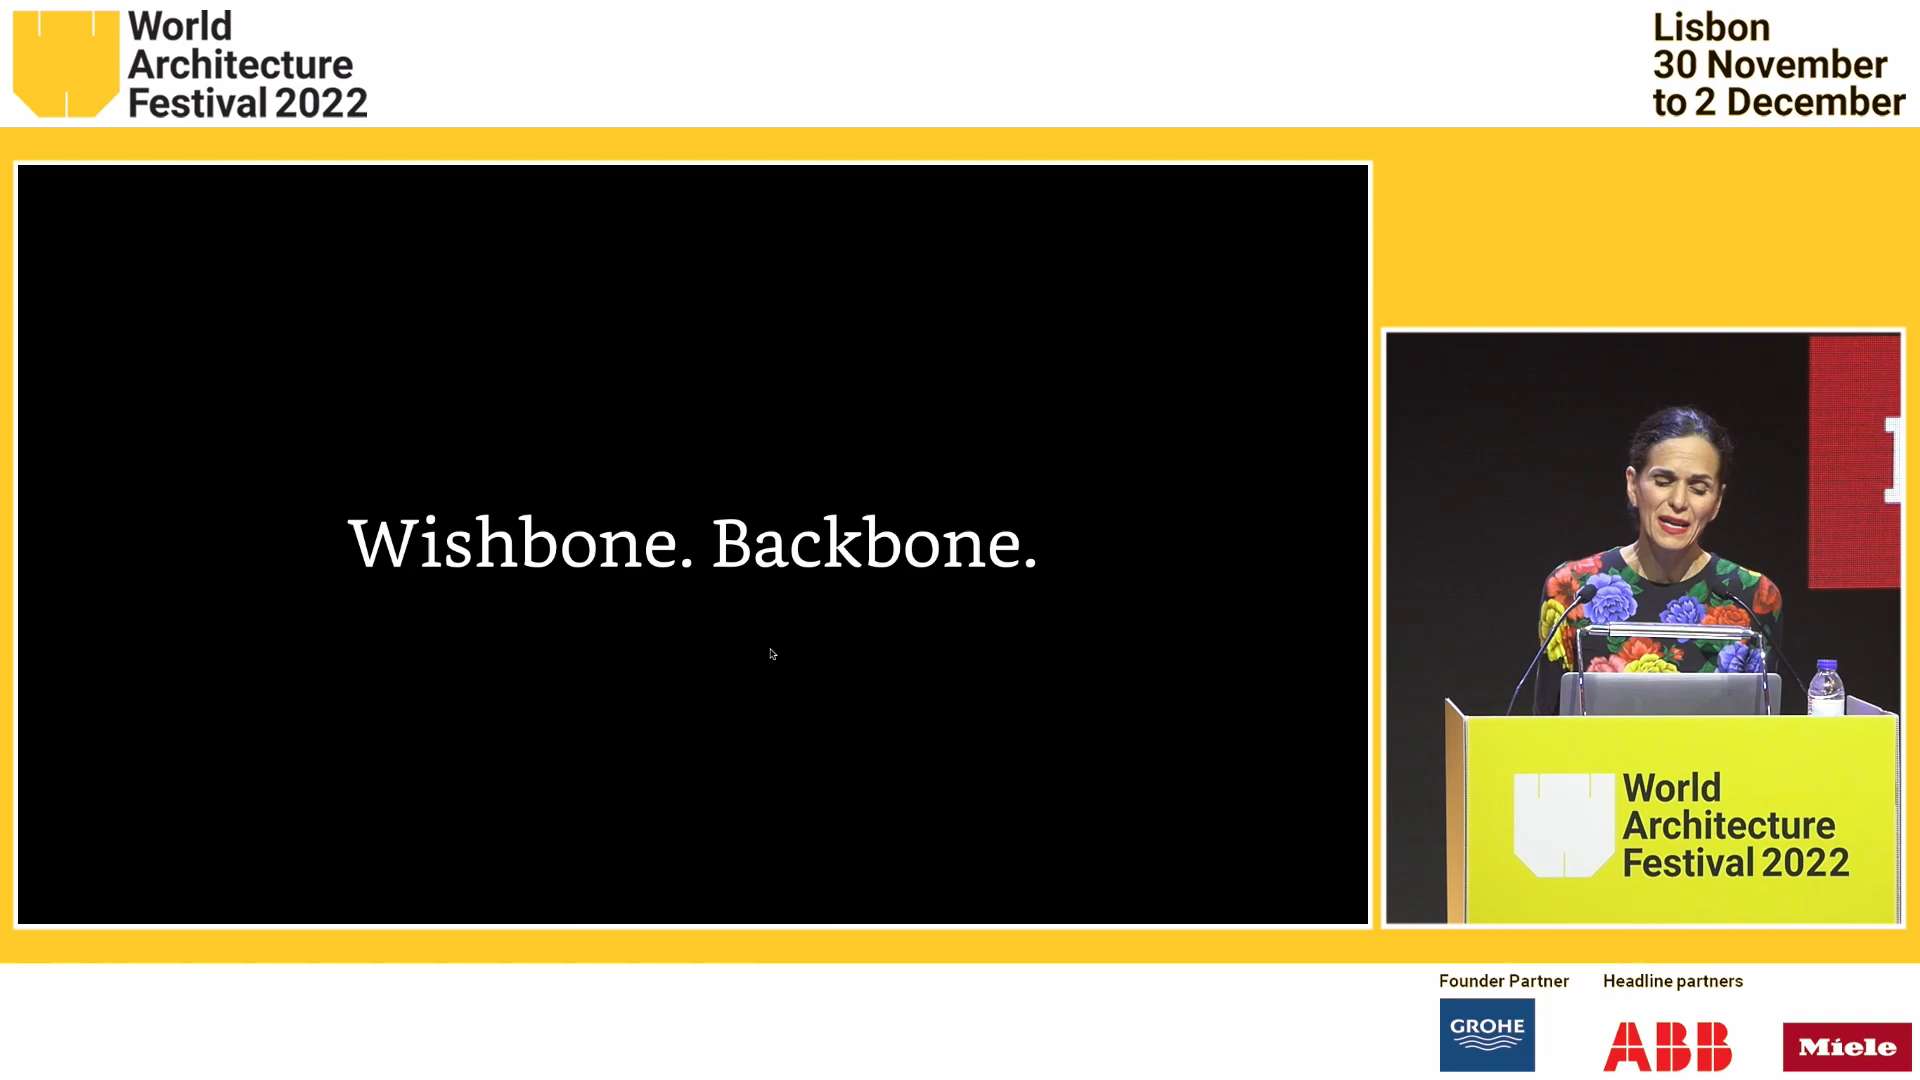 World
Architecture
Festival 2022
Lisbon
30 November
to 2 December
Wishbone. Backbone.
World
Architecture
Festival 2022
Founder Partner
Headline partners
GROHE
ABB
Miele